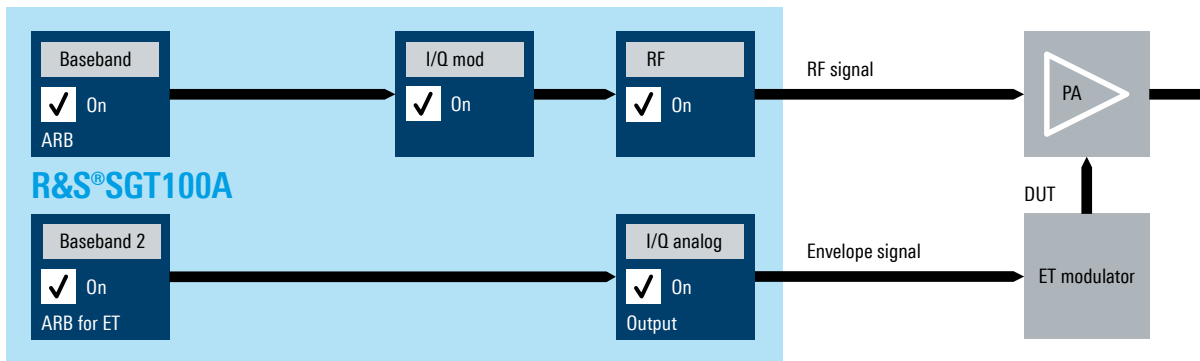 Baseband
On
ARB
I/Q mod
On
RF
On
RF signal
PA
R&S®SGT100A
DUT
Baseband 2
On
ARB for ET
I/Q analog
On
Output
Envelope signal
ET modulator